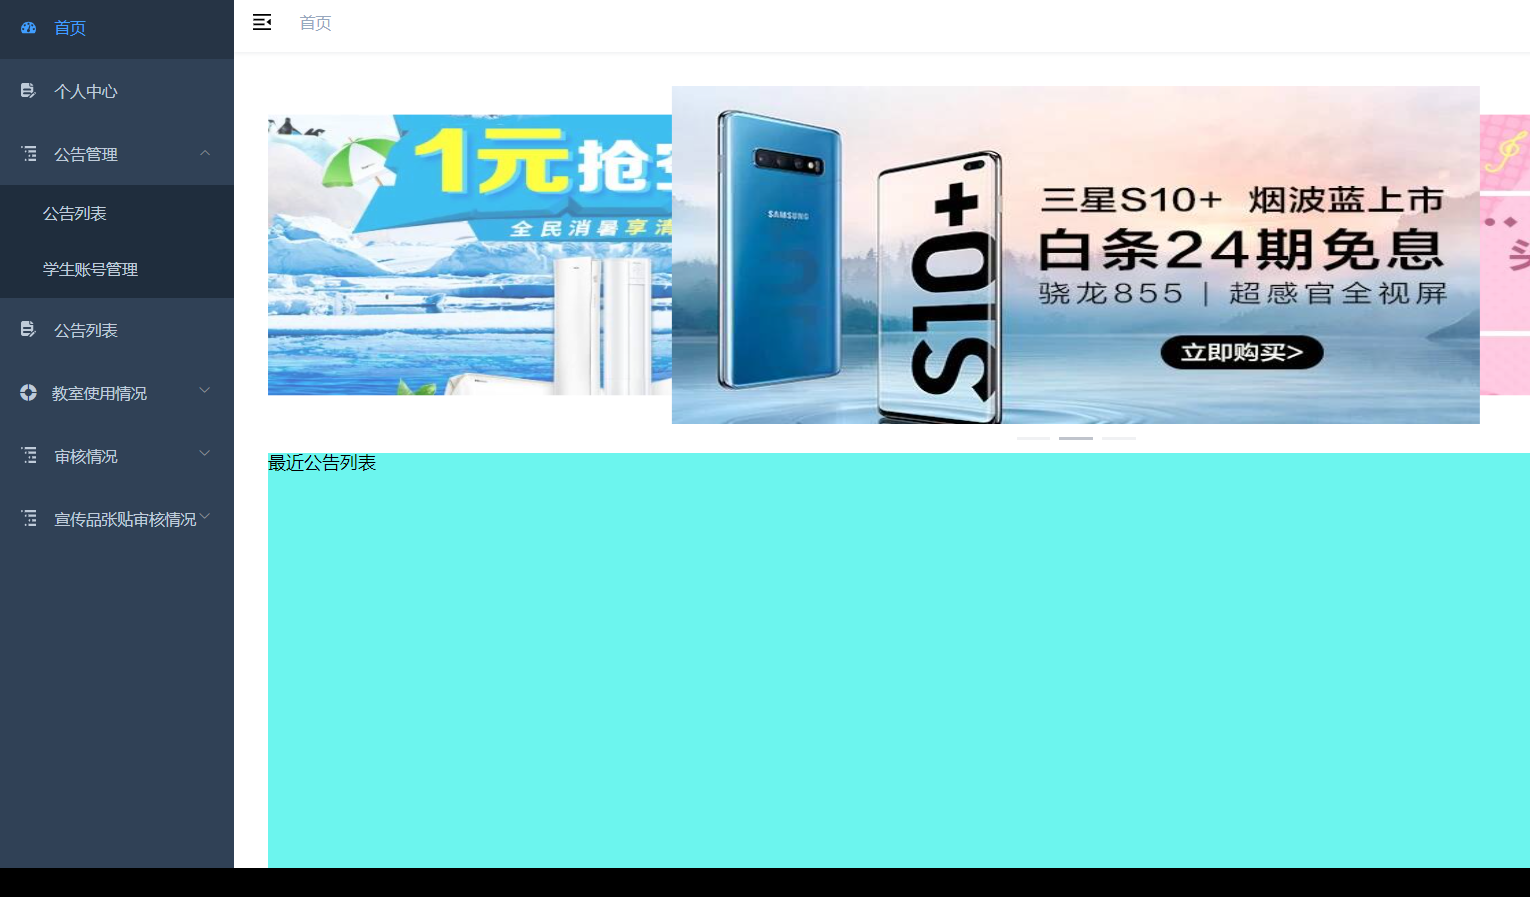 首页
个人中心
公告管理
公告列表
学生账号管理
公告列表
教室使用情况
审核情况
宣传品张贴审核情况
首页
1元抢空
全民消暑享清
SAMSUNG
S10+
三星S10+ 烟波蓝上市
白条24期免息
骁龙855 | 超感官全视屏
立即购买>
头
最近公告列表